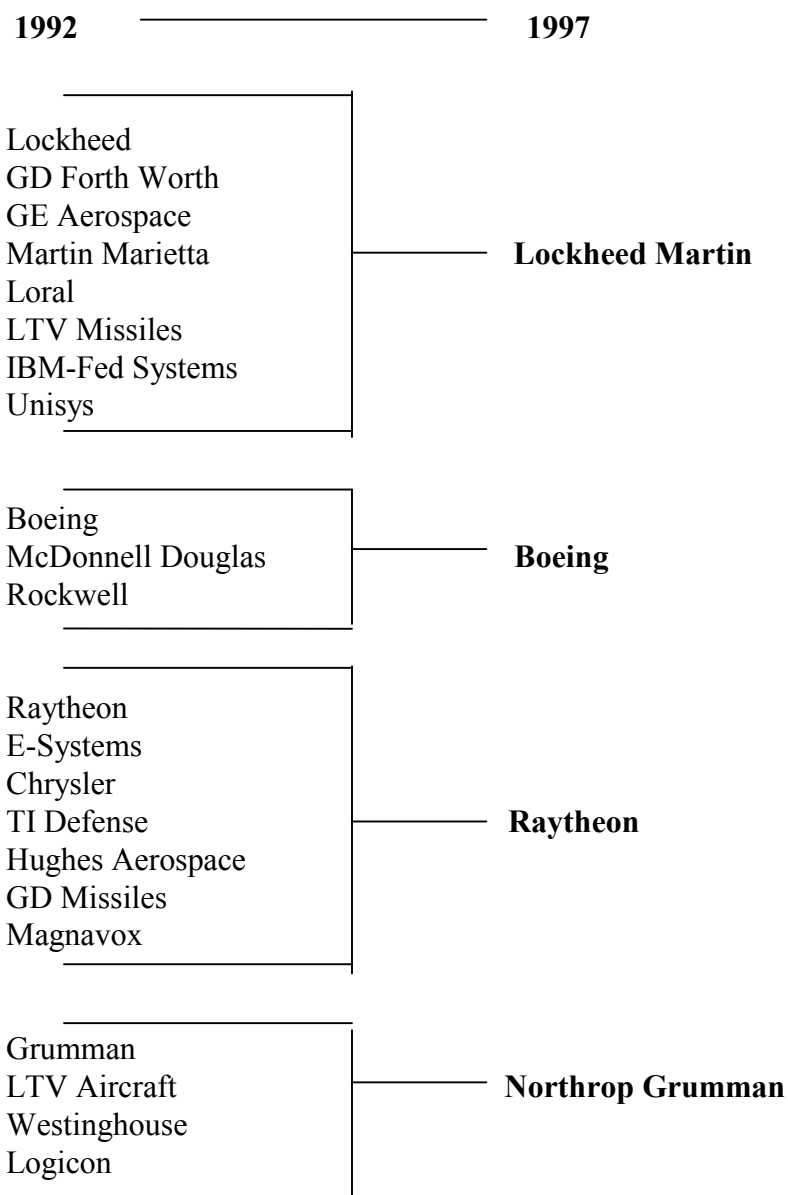 1992 1997
Lockheed
GD Forth Worth
GE Aerospace
Martin Marietta
Loral
LTV Missiles
IBM-Fed Systems
Unisys
Lockheed Martin
Boeing
McDonnell Douglas
Rockwell
Boeing
Raytheon
E-Systems
Chrysler
TI Defense
Hughes Aerospace
GD Missiles
Magnavox
Raytheon
Grumman
LTV Aircraft
Westinghouse
Logicon
Northrop Grumman